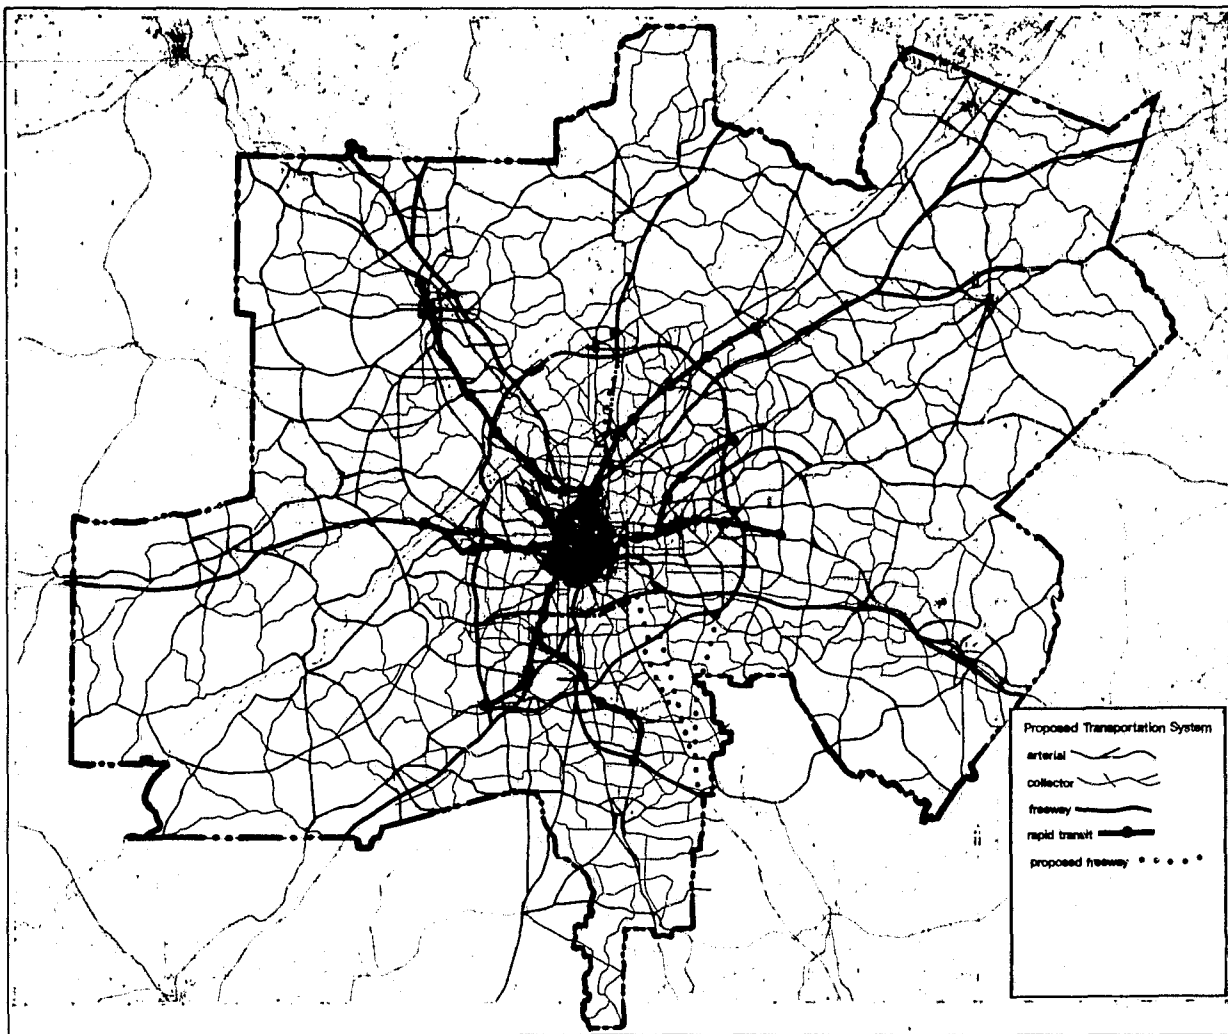 Proposed Transportation System
arterial
collector
freeway
rapid transit
proposed freeway